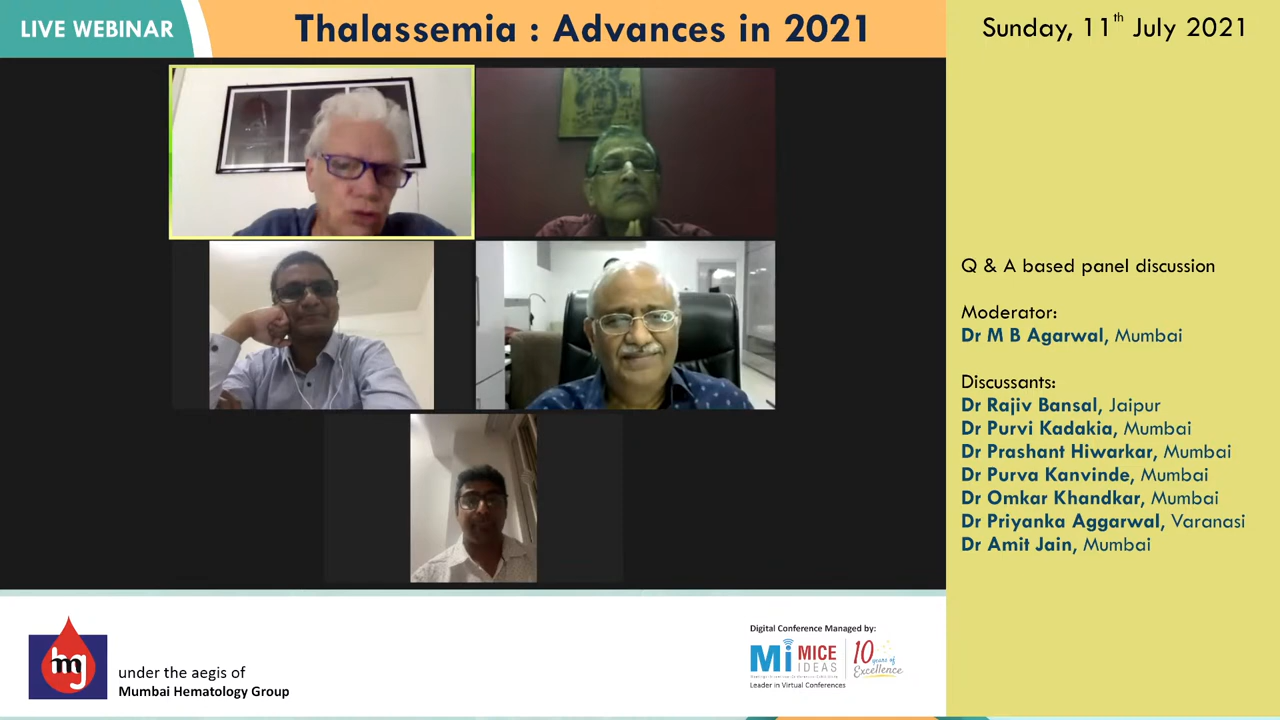 LIVE WEBINAR
Thalassemia : Advances in 2021
Sunday, 11th July 2021
Q & A based panel discussion
Moderator:
Dr M B Agarwal, Mumbai
Discussants:
Dr Rajiv Bansal, Jaipur
Dr Purvi Kadakia, Mumbai
Dr Prashant Hiwarkar, Mumbai
Dr Purva Kanvinde, Mumbai
Dr Omkar Khandkar, Mumbai
Dr Priyanka Aggarwal, Varanasi
Dr Amit Jain, Mumbai
under the aegis of
Mumbai Hematology Group
Digital Conference Managed by:
Mi MICE IDEAS
10 years of Excellence
Leader in Virtual Conferences